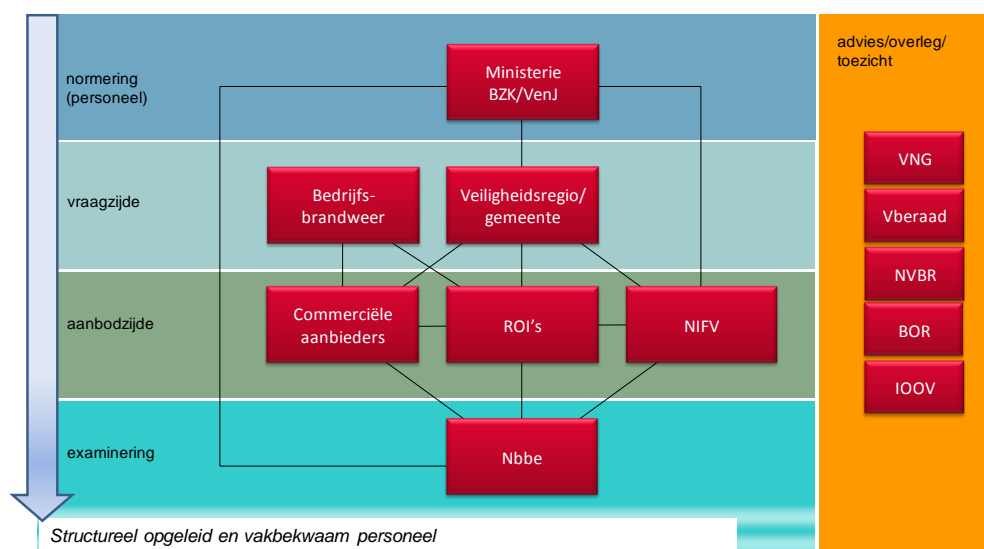 normering
(personeel)
Ministerie
BZK/VenJ
vraagzijde
Bedrijfs-
brandweer
Veiligheidsregio/
gemeente
aanbodzijde
Commerciële
aanbieders
ROI's
NIFV
examinering
Nbbe
Structureel opgeleid en vakbekwaam personeel
advies/overleg/
toezicht
VNG
Vberaad
NVBR
BOR
IOOV